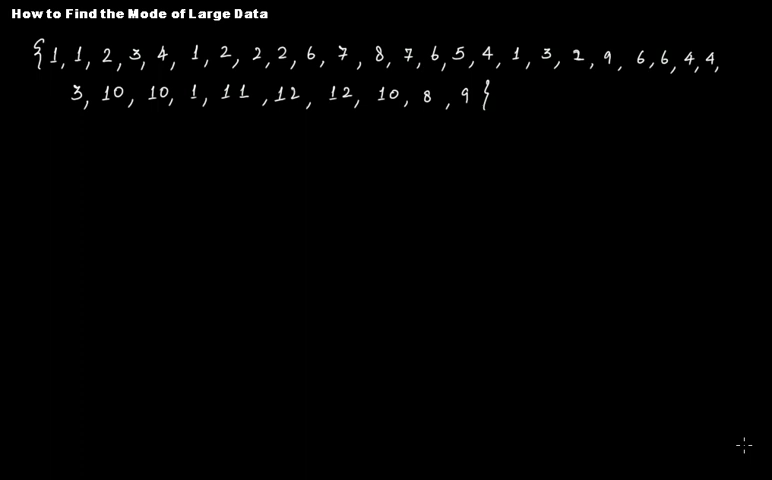 How to Find the Mode of Large Data
{1, 1, 2, 3, 4, 1, 2, 2, 2, 6, 7, 8, 7, 6, 5, 4, 1, 3, 2, 9, 6, 6, 4, 4,
3, 10, 10, 1, 11, 12, 12, 10, 8, 9}